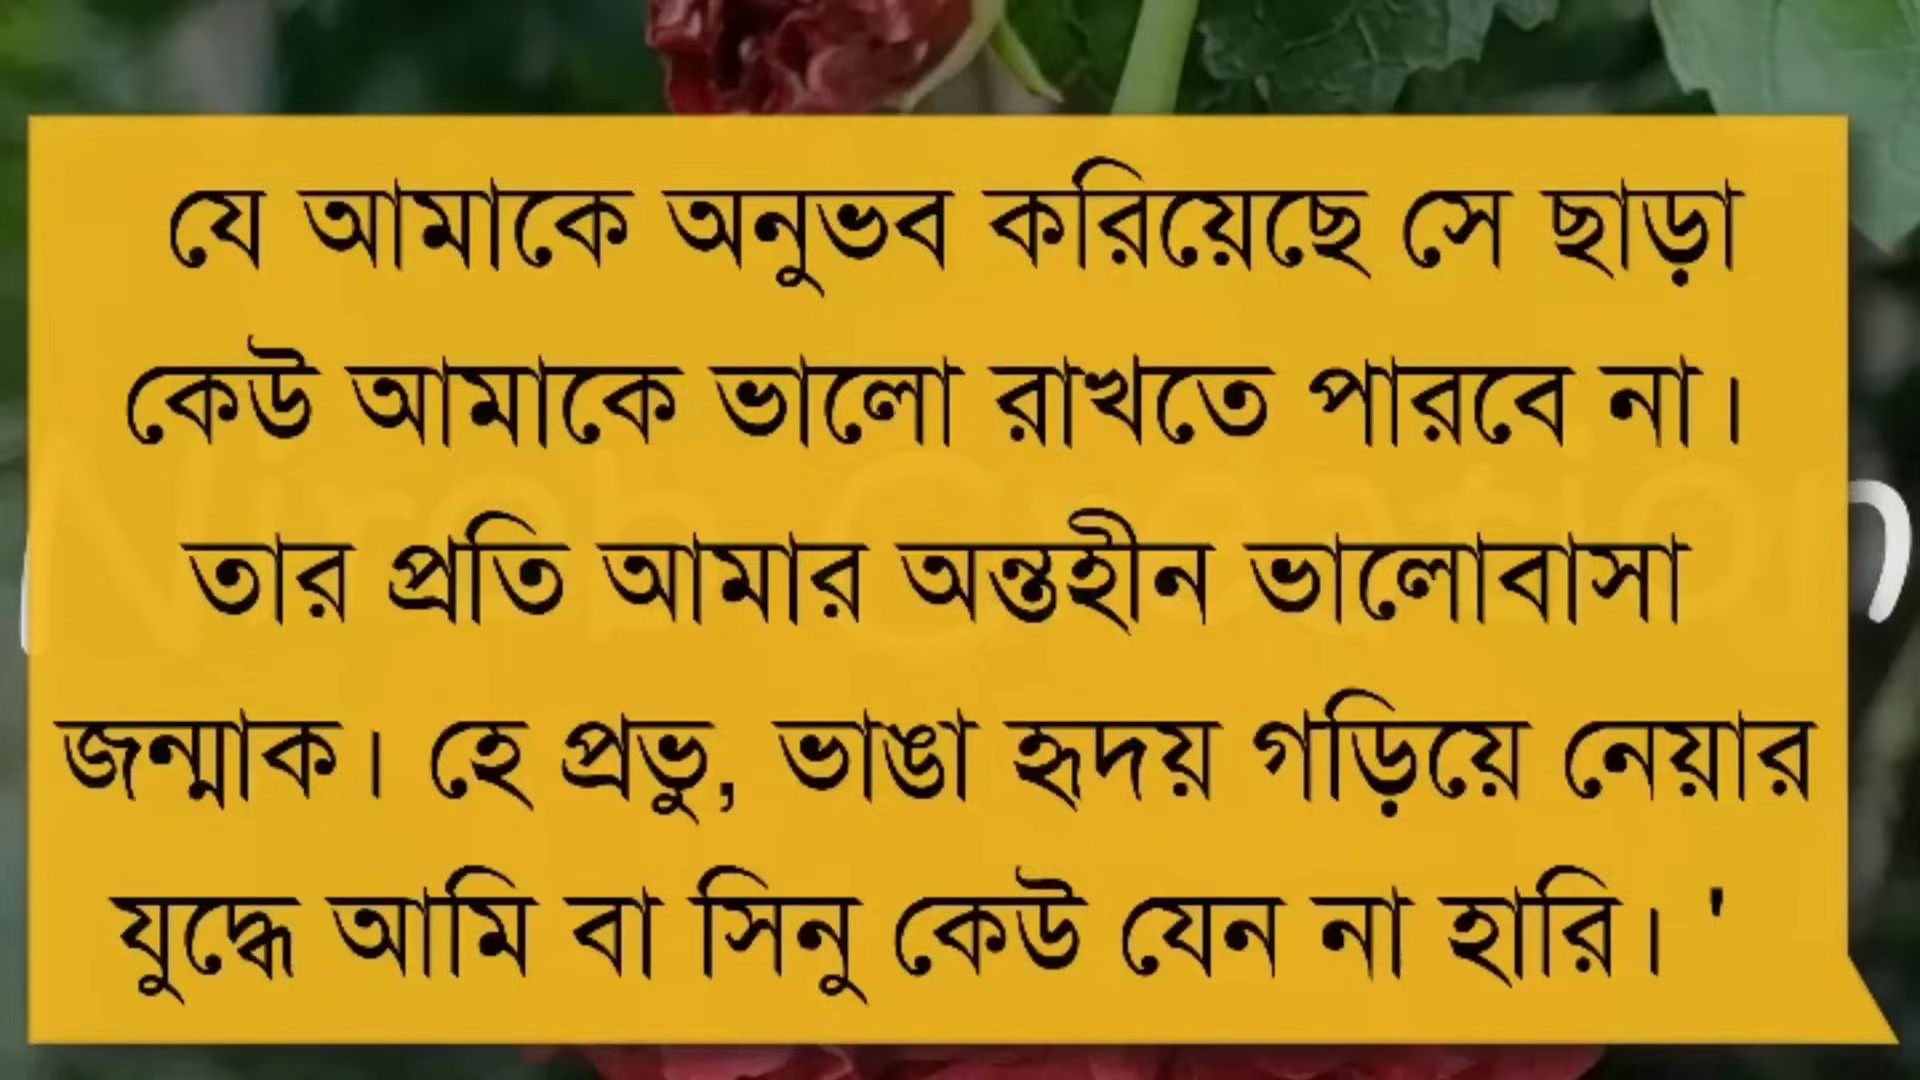 যে আমাকে অনুভব করিয়েছে সে ছাড়া
কেউ আমাকে ভালো রাখতে পারবে না।
তার প্রতি আমার অন্তহীন ভালোবাসা
জন্মাক। হে প্রভু, ভাঙা হৃদয় গড়িয়ে নেয়ার
যুদ্ধে আমি বা সিনু কেউ যেন না হারি। '